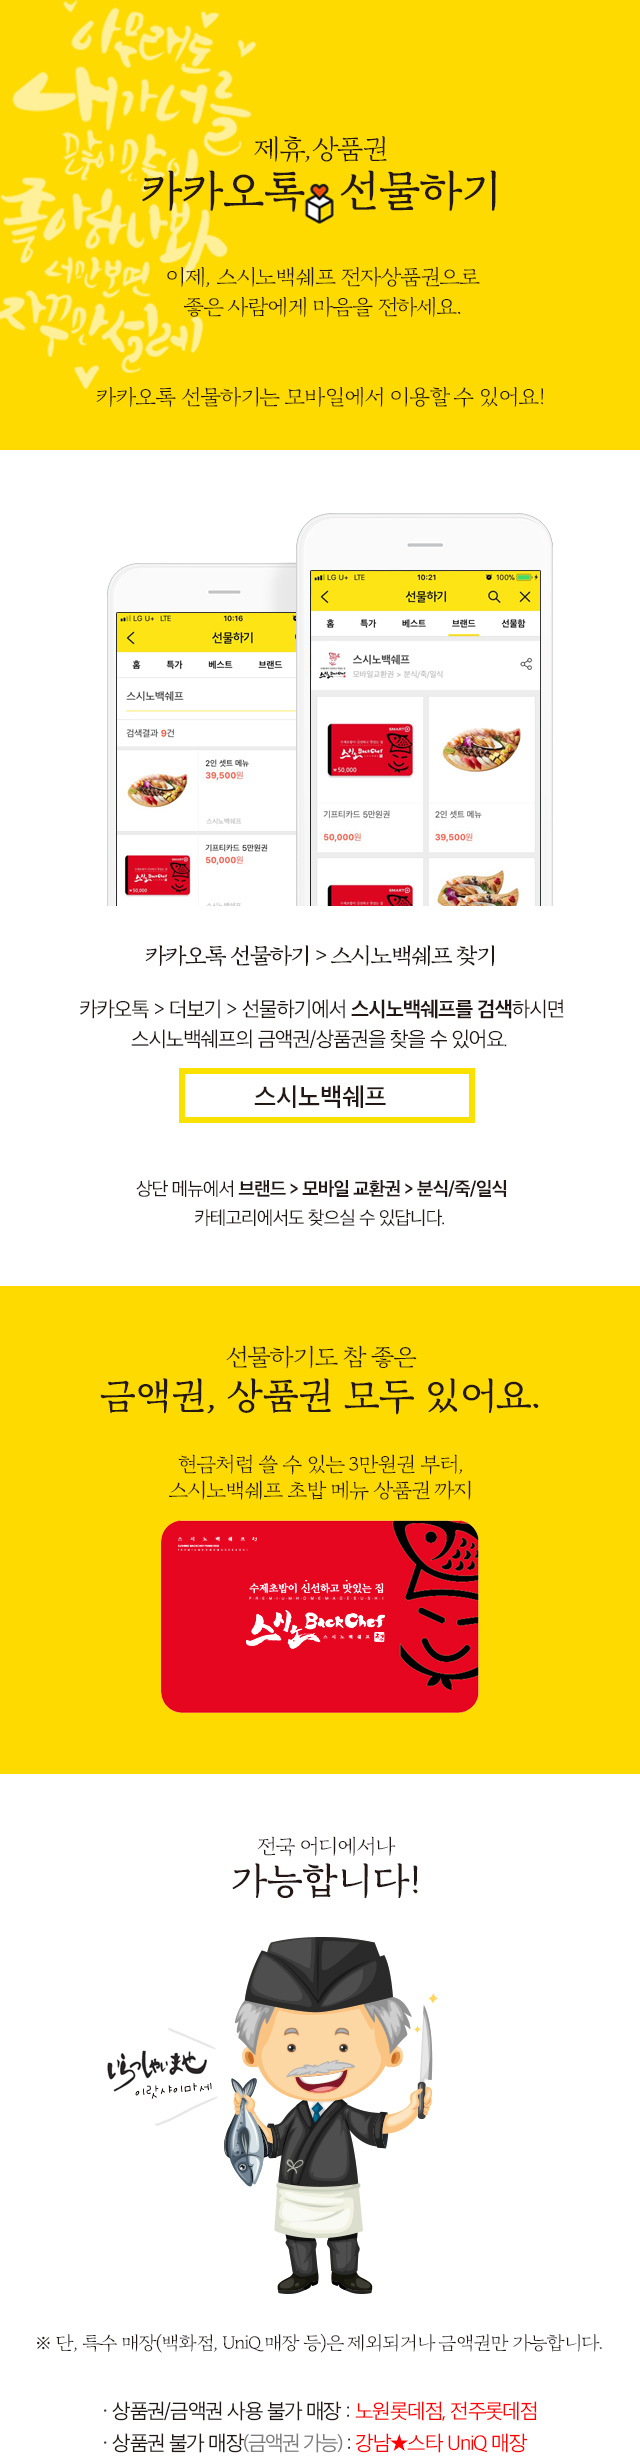 아무래도
내가 너를
많이 많이
좋아하나봐
너만 보면
자꾸만 설레
제휴, 상품권
카카오톡 선물하기
이제, 스시노백쉐프 전자상품권으로
좋은 사람에게 마음을 전하세요.
카카오톡 선물하기는 모바일에서 이용할 수 있어요!
LG U+ LTE 10:16
선물하기
홈 특가 베스트 브랜드
스시노백쉐프
검색결과 9건
2인 셋트 메뉴
39,500원
스시노백쉐프
기프티카드 5만원권
50,000원
LG U+ LTE 10:21 100%
선물하기
홈 특가 베스트 브랜드 선물함
스시노백쉐프
모바일교환권 > 분식/죽/일식
기프티카드 5만원권
50,000원
2인 셋트 메뉴
39,500원
카카오톡 선물하기 > 스시노백쉐프 찾기
카카오톡 > 더보기 > 선물하기에서 스시노백쉐프를 검색하시면
스시노백쉐프의 금액권/상품권을 찾을 수 있어요.
스시노백쉐프
상단 메뉴에서 브랜드 > 모바일 교환권 > 분식/죽/일식
카테고리에서도 찾으실 수 있답니다.
선물하기도 참 좋은
금액권, 상품권 모두 있어요.
현금처럼 쓸 수 있는 3만원권 부터,
스시노백쉐프 초밥 메뉴 상품권 까지
수제초밥이 신선하고 맛있는 집
PREMIUMHOMEMADESUSHI
스시노 BackChef
스시노백쉐프
전국 어디에서나
가능합니다!
いらっしゃいませ
이랏샤이마세
※ 단, 특수 매장(백화점, UniQ 매장 등)은 제외되거나 금액권만 가능합니다.
· 상품권/금액권 사용 불가 매장 : 노원롯데점, 전주롯데점
· 상품권 불가 매장(금액권 가능) : 강남★스타 UniQ 매장